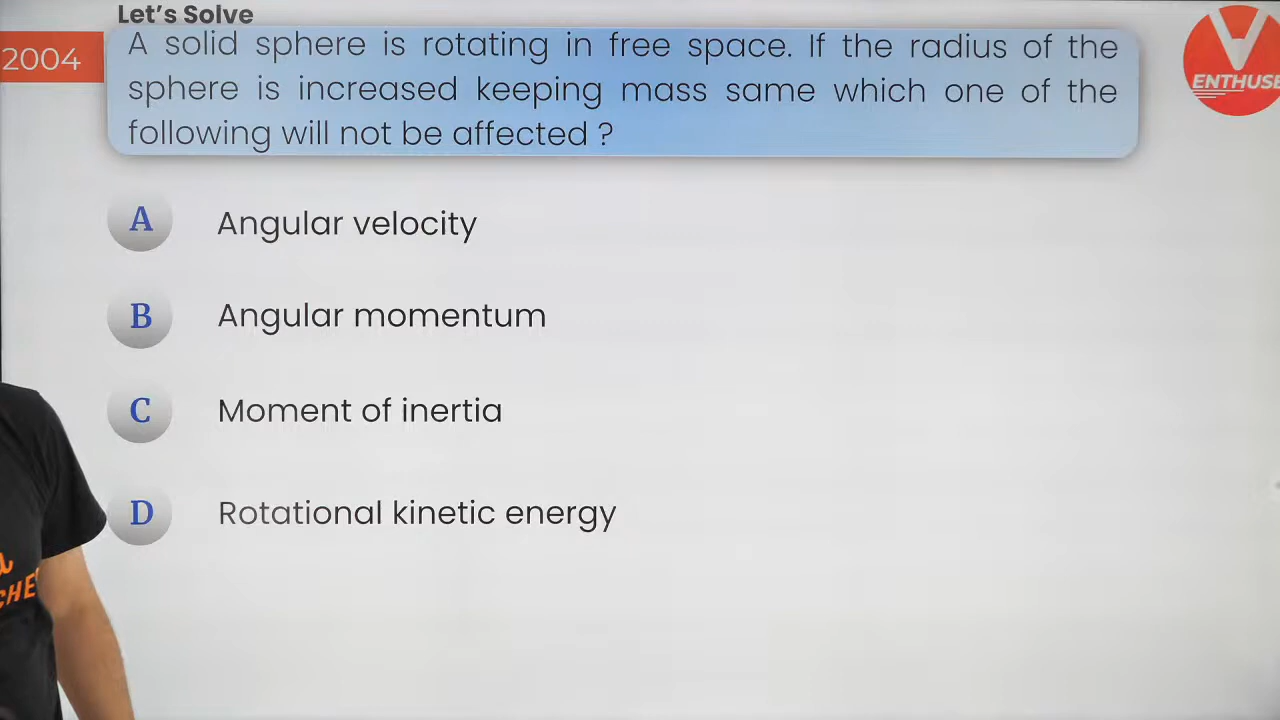 Let's Solve
2004
A solid sphere is rotating in free space. If the radius of the
sphere is increased keeping mass same which one of the
following will not be affected ?
ENTHUSE
A Angular velocity
B Angular momentum
C Moment of inertia
D Rotational kinetic energy